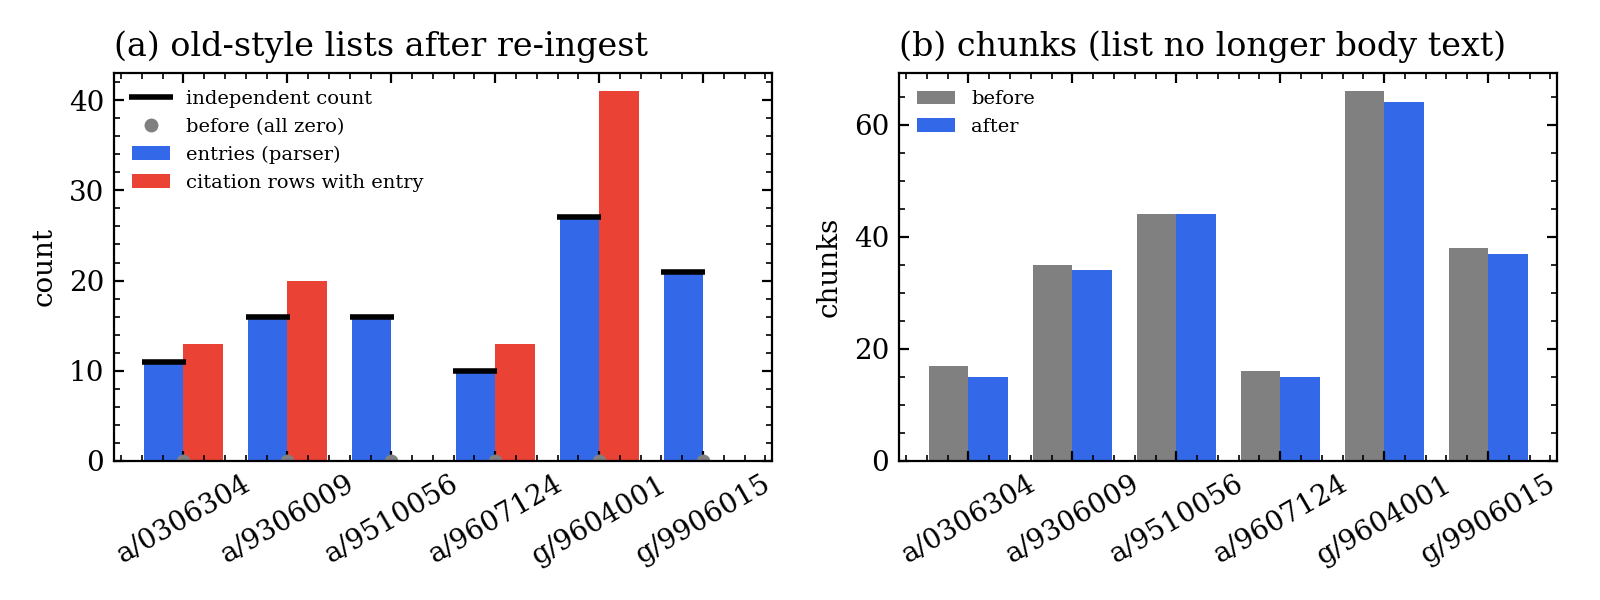 (a) old-style lists after re-ingest
independent count
before (all zero)
entries (parser)
citation rows with entry
count
40
30
20
10
0
a/0306304
a/9306009
a/9510056
a/9607124
g/9604001
g/9906015
(b) chunks (list no longer body text)
before
after
chunks
60
40
20
0
a/0306304
a/9306009
a/9510056
a/9607124
g/9604001
g/9906015